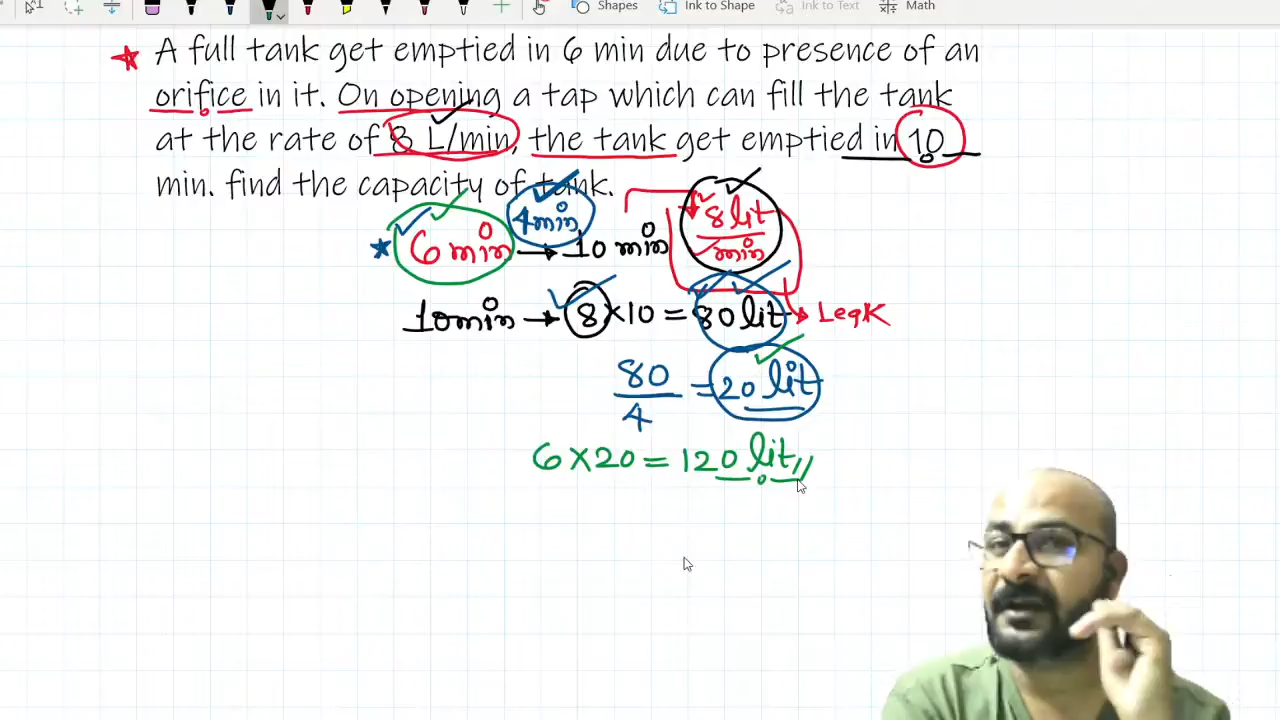 Shapes Ink to Shape Ink to Text Math
A full tank get emptied in 6 min due to presence of an
orifice in it. On opening a tap which can fill the tank
at the rate of 8 L/min, the tank get emptied in 10
min. find the capacity of tank.
4min
6 min → 10 min 8 lit/min
10min → 8×10 = 80 lit → Leak
80/4 = 20 lit
6×20 = 120 lit,,